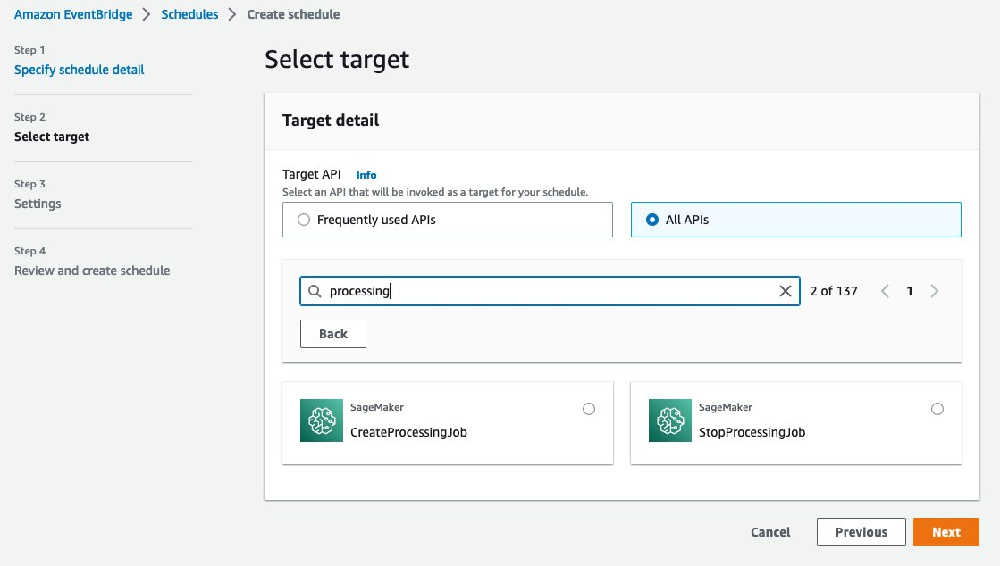 Amazon EventBridge > Schedules > Create schedule
Step 1
Specify schedule detail
Step 2
Select target
Step 3
Settings
Step 4
Review and create schedule
Select target
Target detail
Target API Info
Select an API that will be invoked as a target for your schedule.
Frequently used APIs All APIs
processing 2 of 137 1
Back
SageMaker
CreateProcessingJob
SageMaker
StopProcessingJob
Cancel Previous Next